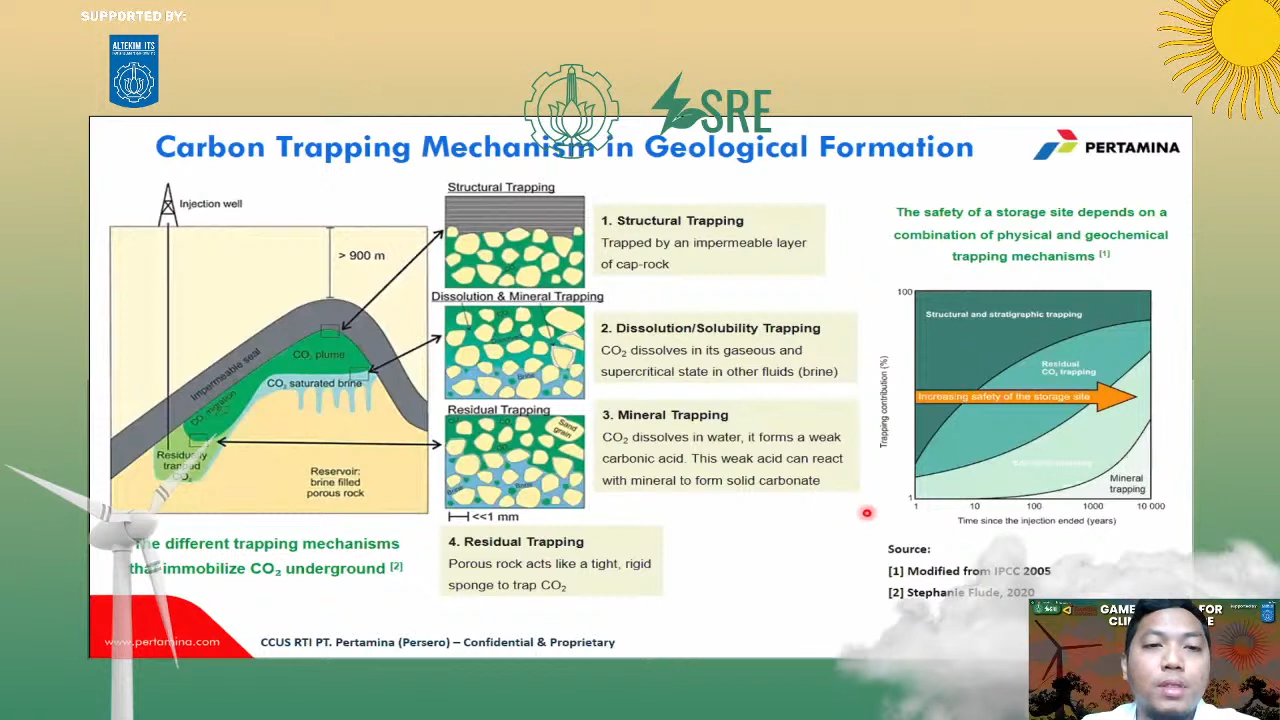 SUPPORTED BY:
ALTEKIM ITS
SRE
Carbon Trapping Mechanism in Geological Formation
PERTAMINA
Injection well
> 900 m
Impermeable seal
CO₂ plume
CO₂ saturated brine
CO₂ migration
Residually
trapped
CO₂
Reservoir:
brine filled
porous rock
Structural Trapping
Dissolution & Mineral Trapping
Brine
Residual Trapping
Sand
grain
Brine
Brine
<<1 mm
1. Structural Trapping
Trapped by an impermeable layer
of cap-rock
2. Dissolution/Solubility Trapping
CO₂ dissolves in its gaseous and
supercritical state in other fluids (brine)
3. Mineral Trapping
CO₂ dissolves in water, it forms a weak
carbonic acid. This weak acid can react
with mineral to form solid carbonate
4. Residual Trapping
Porous rock acts like a tight, rigid
sponge to trap CO₂
The different trapping mechanisms
that immobilize CO₂ underground [2]
The safety of a storage site depends on a
combination of physical and geochemical
trapping mechanisms [1]
100
Structural and stratigraphic trapping
Residual
CO₂ trapping
Increasing safety of the storage site
Mineral
trapping
Trapping contribution (%)
1
1 10 100 1000 10 000
Time since the injection ended (years)
Source:
[1] Modified from IPCC 2005
[2] Stephanie Flude, 2020
www.pertamina.com
CCUS RTI PT. Pertamina (Persero) – Confidential & Proprietary
SRE